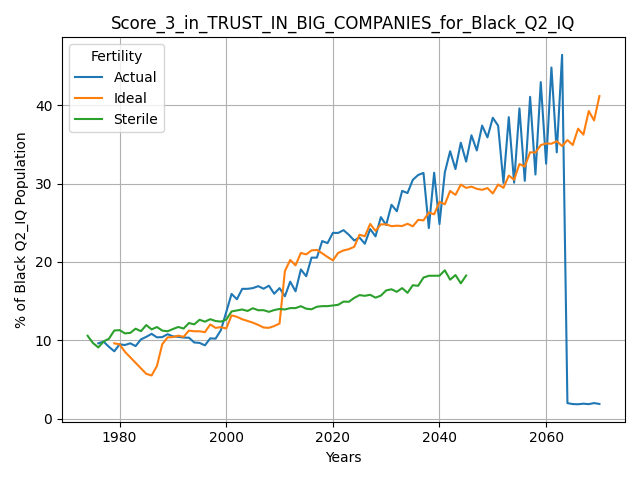 Score_3_in_TRUST_IN_BIG_COMPANIES_for_Black_Q2_IQ
Fertility
Actual
Ideal
Sterile
% of Black Q2_IQ Population
40
30
20
10
0
1980 2000 2020 2040 2060
Years